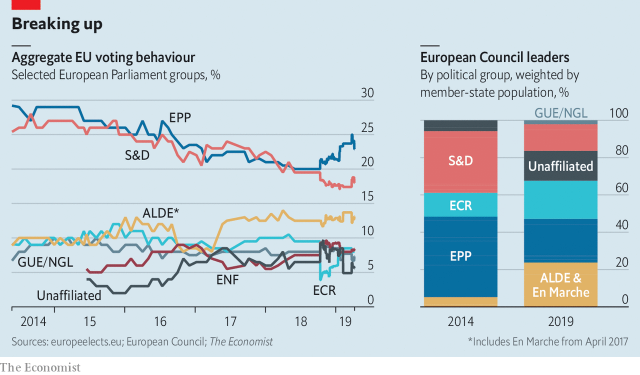 Breaking up
Aggregate EU voting behaviour
Selected European Parliament groups, %
30
25
20
15
10
5
0
EPP
S&D
ALDE*
GUE/NGL
Unaffiliated
ENF
ECR
2014
15
16
17
18
19
European Council leaders
By political group, weighted by
member-state population, %
GUE/NGL
100
80
60
40
20
0
S&D
ECR
EPP
Unaffiliated
ALDE &
En Marche
2014
2019
Sources: europeelects.eu; European Council; The Economist
*Includes En Marche from April 2017
The Economist